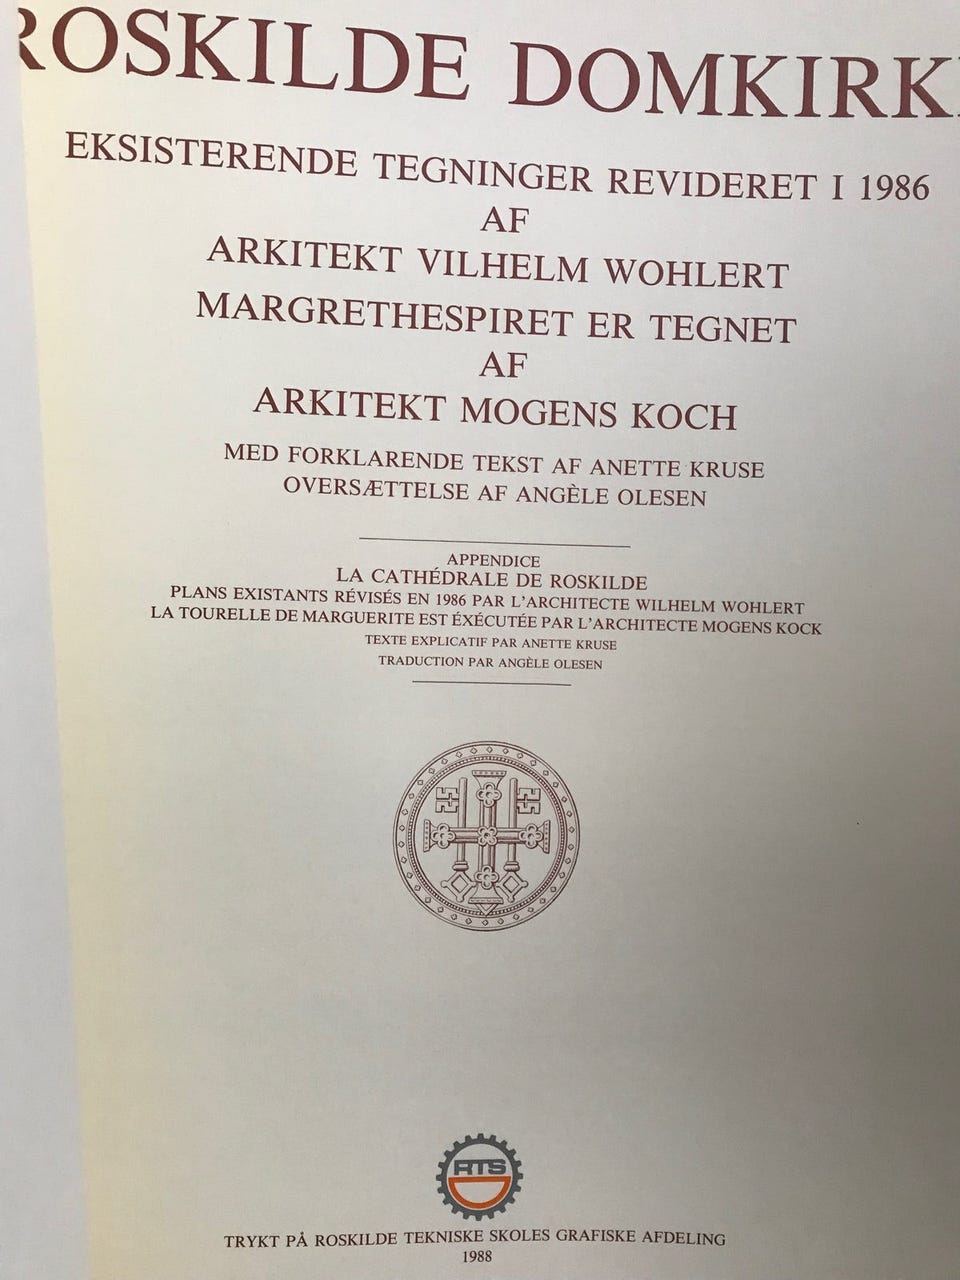 ROSKILDE DOMKIRK
EKSISTERENDE TEGNINGER REVIDERET I 1986
AF
ARKITEKT VILHELM WOHLERT
MARGRETHESPIRET ER TEGNET
AF
ARKITEKT MOGENS KOCH
MED FORKLARENDE TEKST AF ANETTE KRUSE
OVERSÆTTELSE AF ANGÈLE OLESEN
APPENDICE
LA CATHÉDRALE DE ROSKILDE
PLANS EXISTANTS RÉVISÉS EN 1986 PAR L'ARCHITECTE WILHELM WOHLERT
LA TOURELLE DE MARGUERITE EST ÉXÉCUTÉE PAR L'ARCHITECTE MOGENS KOCK
TEXTE EXPLICATIF PAR ANETTE KRUSE
TRADUCTION PAR ANGÈLE OLESEN
RTS
TRYKT PÅ ROSKILDE TEKNISKE SKOLES GRAFISKE AFDELING
1988